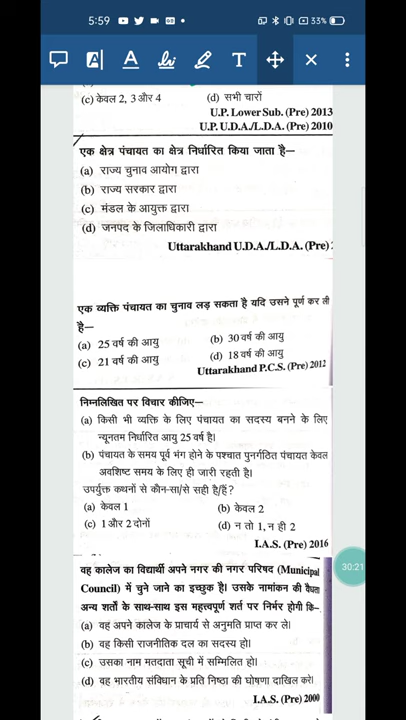 5:59
33%
(c) केवल 2, 3 और 4 (d) सभी चारों
U.P. Lower Sub. (Pre) 2013
U.P. U.D.A./L.D.A. (Pre) 2010
एक क्षेत्र पंचायत का क्षेत्र निर्धारित किया जाता है—
(a) राज्य चुनाव आयोग द्वारा
(b) राज्य सरकार द्वारा
(c) मंडल के आयुक्त द्वारा
(d) जनपद के जिलाधिकारी द्वारा
Uttarakhand U.D.A./L.D.A. (Pre)
एक व्यक्ति पंचायत का चुनाव लड़ सकता है यदि उसने पूर्ण कर ली
है—
(a) 25 वर्ष की आयु (b) 30 वर्ष की आयु
(c) 21 वर्ष की आयु (d) 18 वर्ष की आयु
Uttarakhand P.C.S. (Pre) 2012
निम्नलिखित पर विचार कीजिए—
(a) किसी भी व्यक्ति के लिए पंचायत का सदस्य बनने के लिए
न्यूनतम निर्धारित आयु 25 वर्ष है।
(b) पंचायत के समय पूर्व भंग होने के पश्चात पुनर्गठित पंचायत केवल
अवशिष्ट समय के लिए ही जारी रहती है।
उपर्युक्त कथनों से कौन-सा/से सही है/हैं?
(a) केवल 1 (b) केवल 2
(c) 1 और 2 दोनों (d) न तो 1, न ही 2
I.A.S. (Pre) 2016
30:21
वह कालेज का विद्यार्थी अपने नगर की नगर परिषद (Municipal
Council) में चुने जाने का इच्छुक है। उसके नामांकन की वैधता
अन्य शर्तों के साथ-साथ इस महत्त्वपूर्ण शर्त पर निर्भर होगी कि—
(a) वह अपने कालेज के प्राचार्य से अनुमति प्राप्त कर ले।
(b) वह किसी राजनीतिक दल का सदस्य हो।
(c) उसका नाम मतदाता सूची में सम्मिलित हो।
(d) वह भारतीय संविधान के प्रति निष्ठा की घोषणा दाखिल करे।
I.A.S. (Pre) 2000